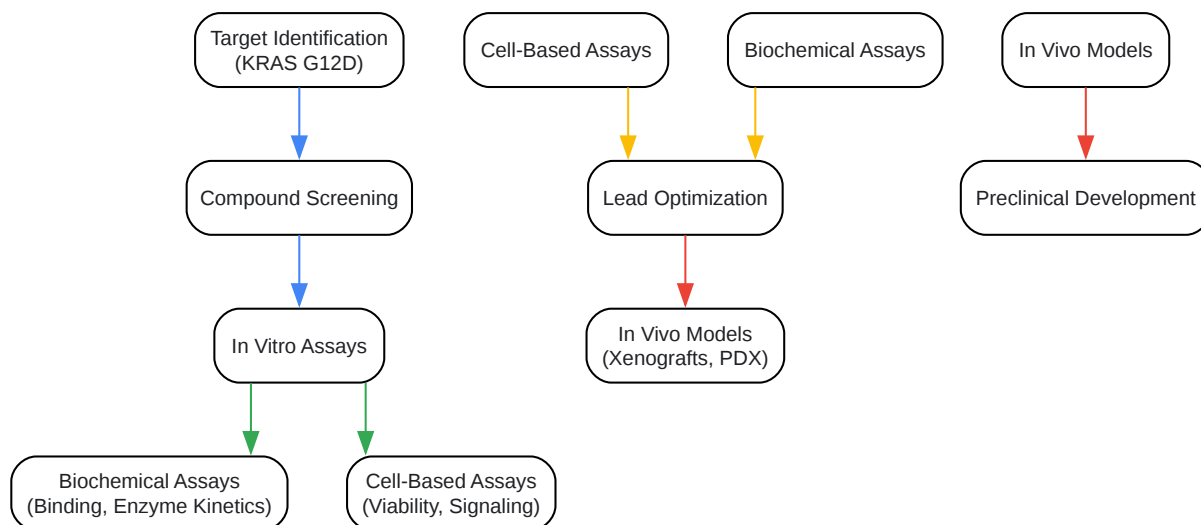 Target Identification
(KRAS G12D)
Cell-Based Assays
Biochemical Assays
In Vivo Models
Compound Screening
Lead Optimization
Preclinical Development
In Vitro Assays
In Vivo Models
(Xenografts, PDX)
Biochemical Assays
(Binding, Enzyme Kinetics)
Cell-Based Assays
(Viability, Signaling)